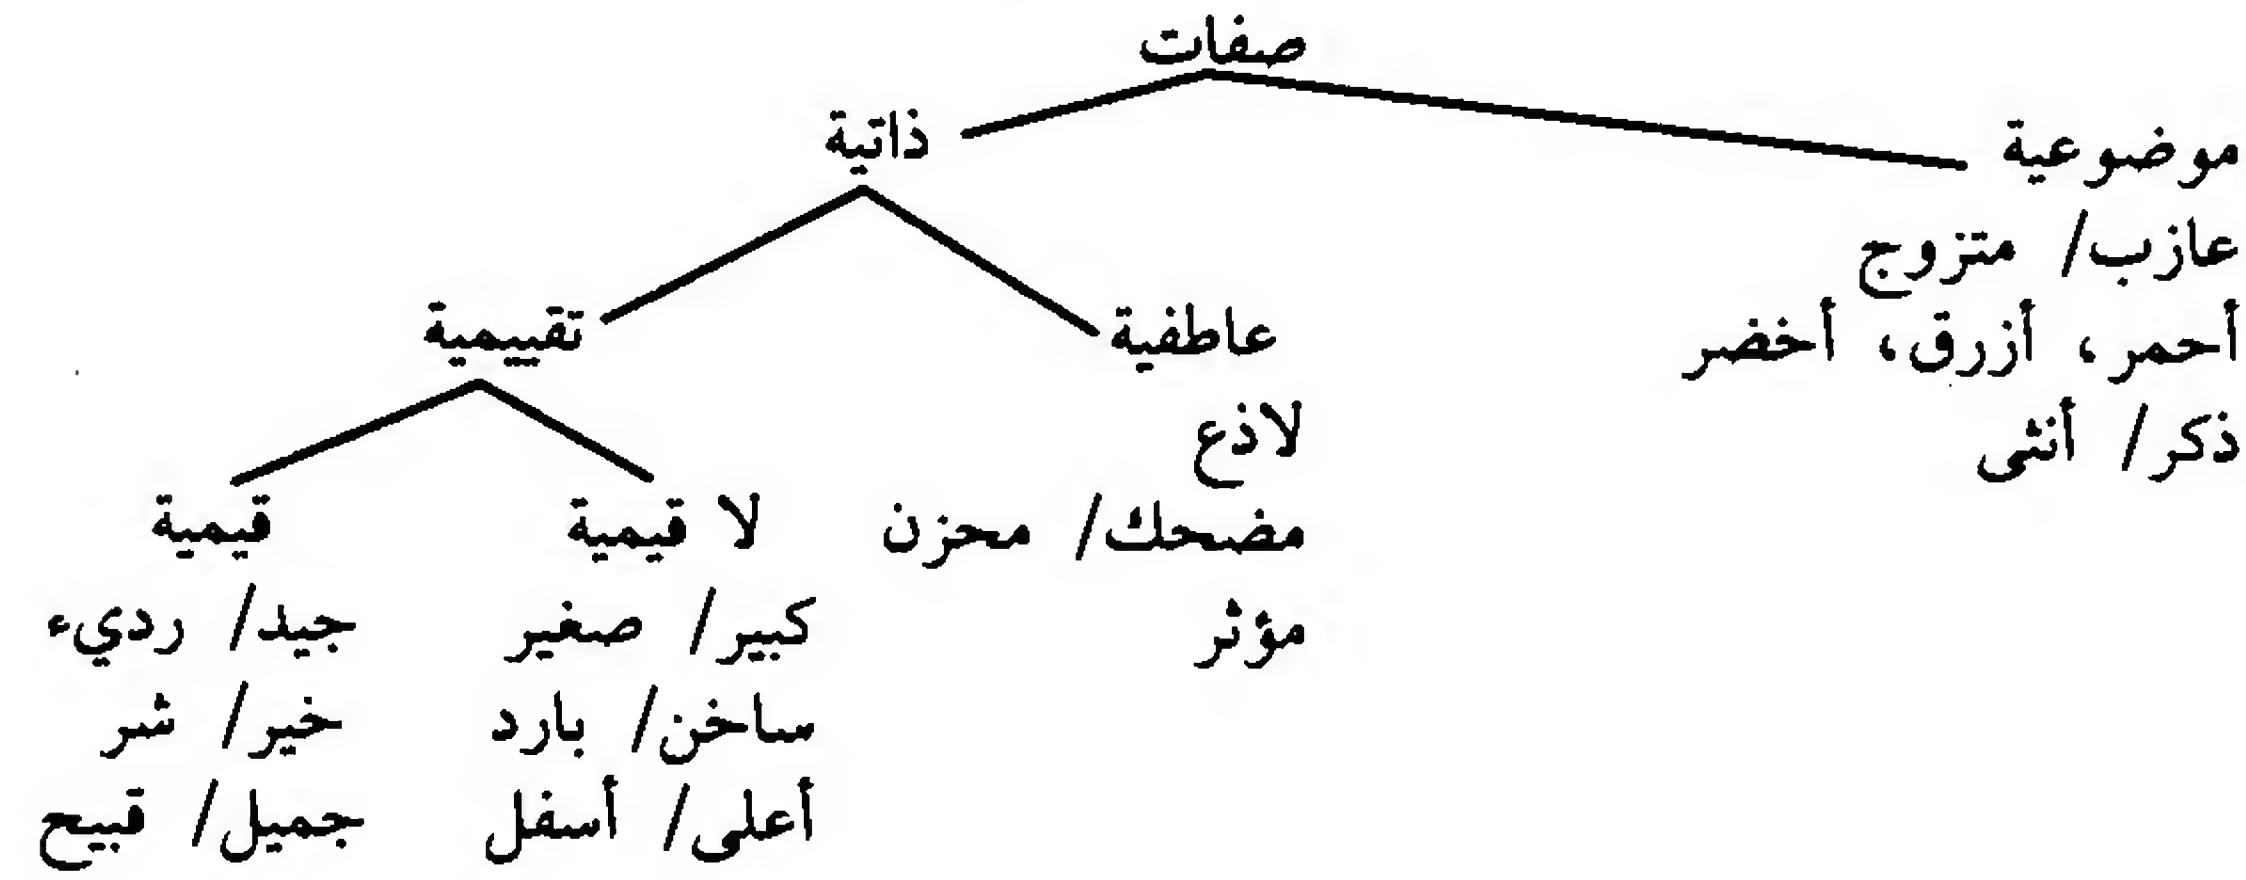 صفات
موضوعية
عازب/ متزوج
أحمر، أزرق، أخضر
ذكر/ أنثى
ذاتية
عاطفية
لاذع
مضحك/ محزن
مؤثر
تقييمية
لا قيمية
كبير/ صغير
ساخن/ بارد
أعلى/ أسفل
قيمية
جيد/ رديء
خير/ شر
جميل/ قبيح